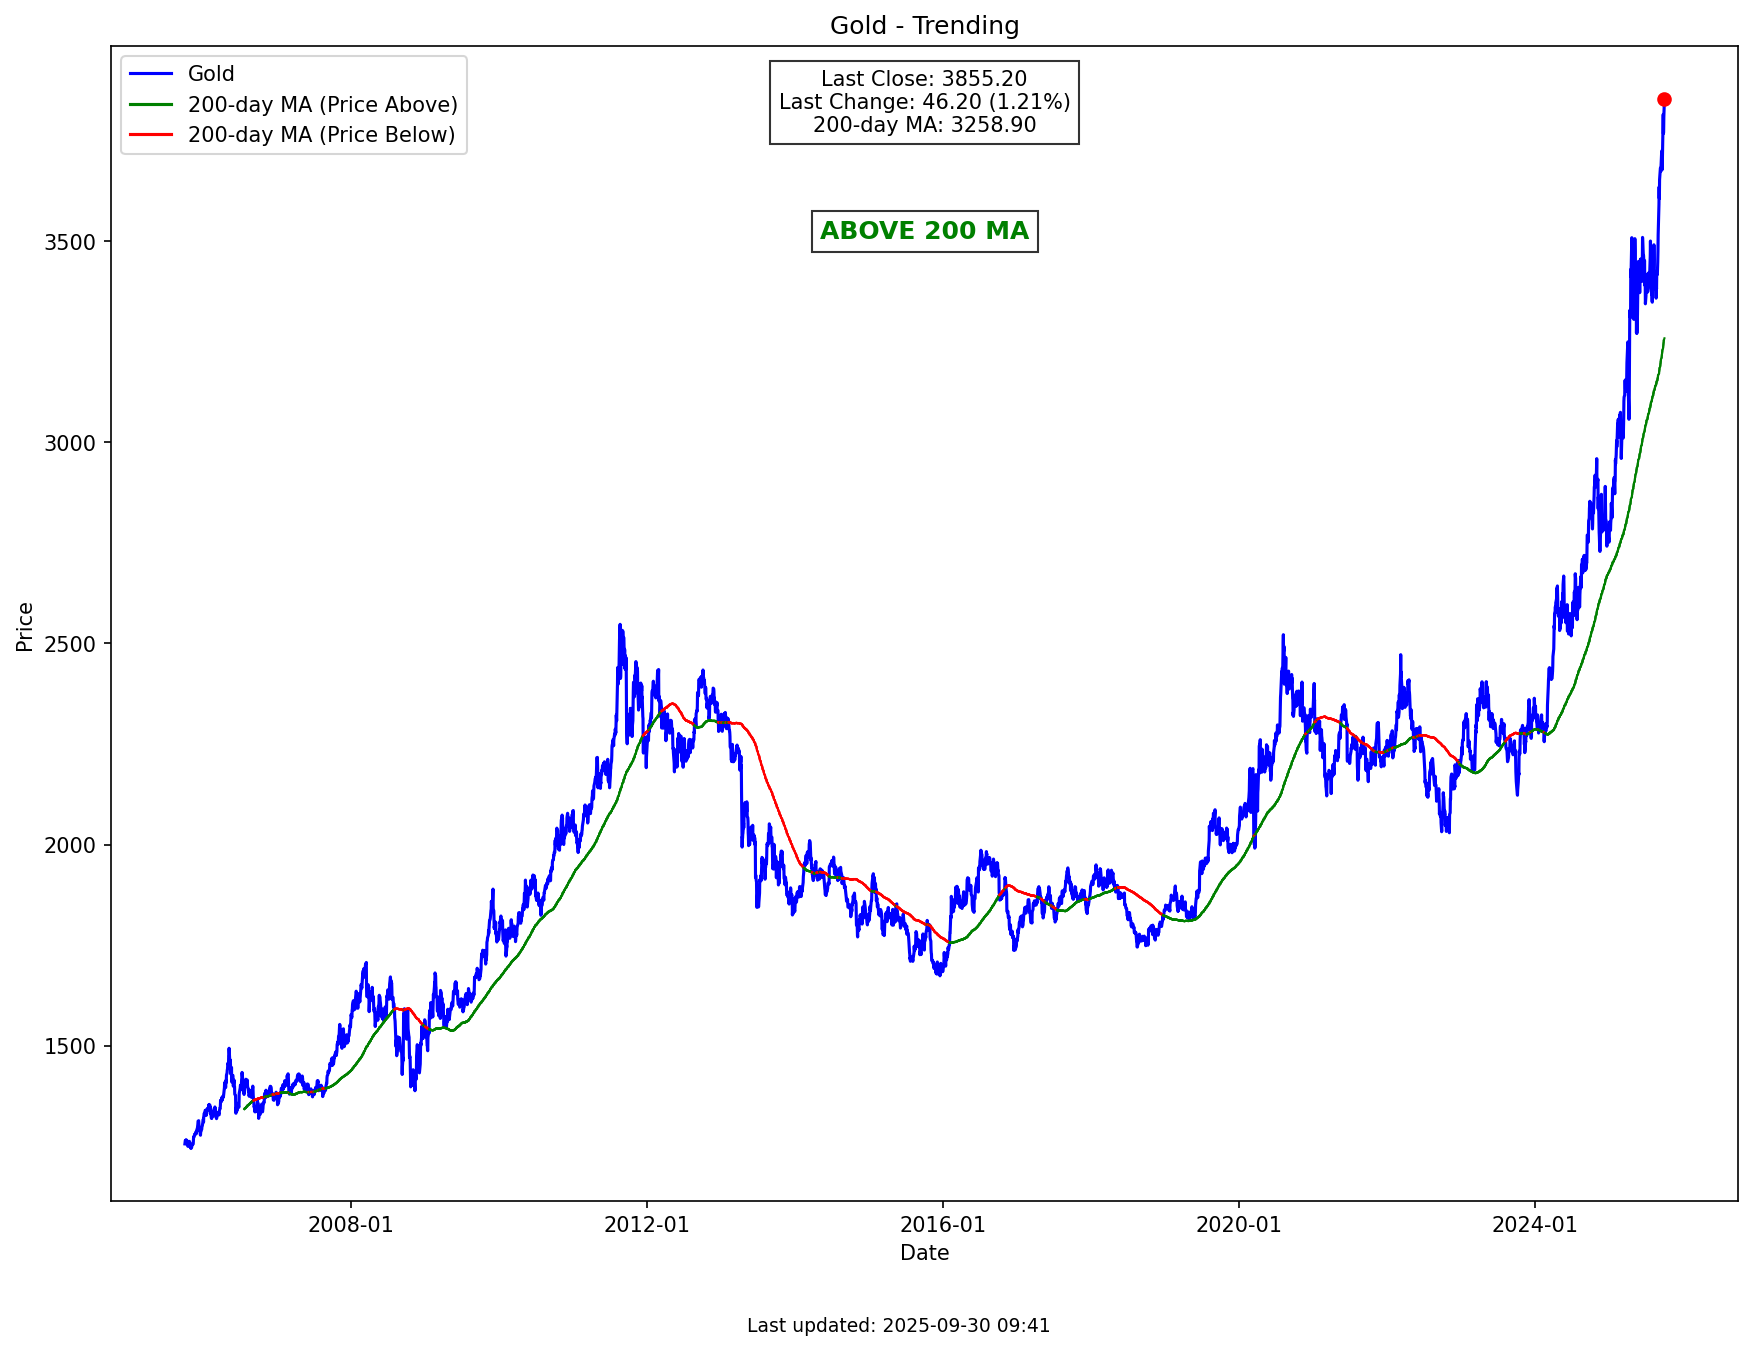 Gold - Trending
Gold
200-day MA (Price Above)
200-day MA (Price Below)
Last Close: 3855.20
Last Change: 46.20 (1.21%)
200-day MA: 3258.90
ABOVE 200 MA
Price
3500
3000
2500
2000
1500
2008-01
2012-01
2016-01
2020-01
2024-01
Date
Last updated: 2025-09-30 09:41